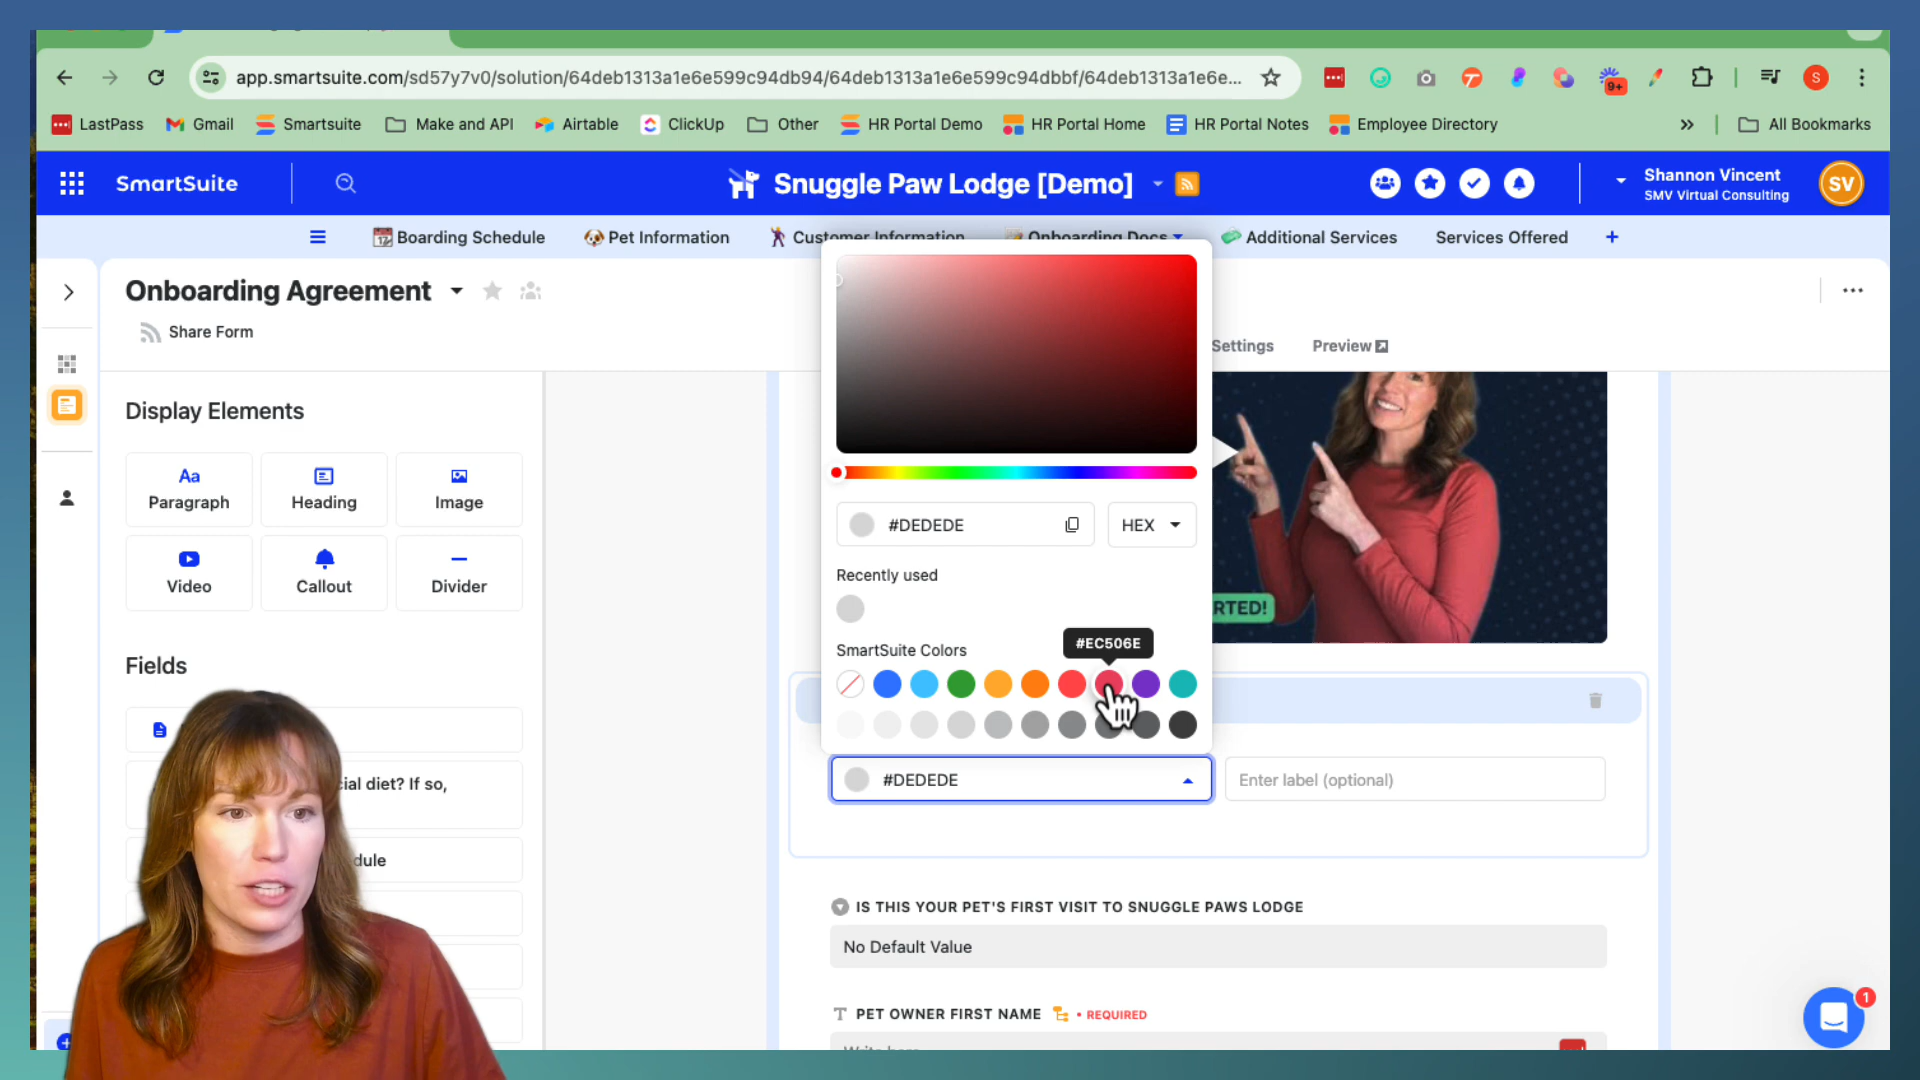 app.smartsuite.com/sd57y7v0/solution/64deb1313a1e6e599c94db94/64deb1313a1e6e599c94dbbf/64deb1313a1e6e...
9+
S
LastPass
Gmail
Smartsuite
Make and API
Airtable
ClickUp
Other
HR Portal Demo
HR Portal Home
HR Portal Notes
Employee Directory
All Bookmarks
SmartSuite
Snuggle Paw Lodge [Demo]
Shannon Vincent
SMV Virtual Consulting
SV
Boarding Schedule
Pet Information
Customer Information
Onboarding Docs
Additional Services
Services Offered
Onboarding Agreement
Share Form
Settings
Preview
Display Elements
Aa
Paragraph
Heading
Image
Video
Callout
Divider
Fields
cial diet? If so,
dule
#DEDEDE
HEX
Recently used
SmartSuite Colors
#EC506E
#DEDEDE
Enter label (optional)
RTED!
IS THIS YOUR PET'S FIRST VISIT TO SNUGGLE PAWS LODGE
No Default Value
PET OWNER FIRST NAME
• REQUIRED
1